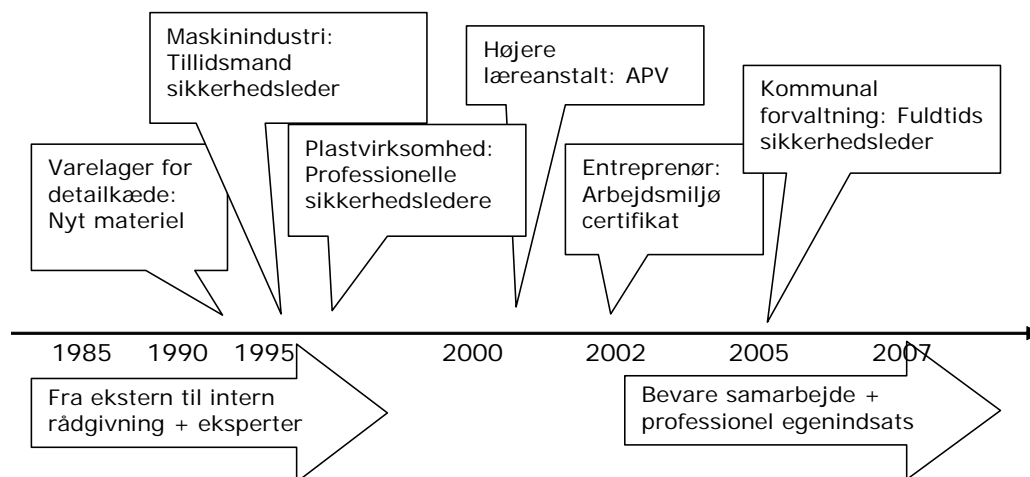 Maskinindustri:
Tillidsmand
sikkerhedsleder
Højere
læreanstalt: APV
Kommunal
forvaltning: Fuldtids
sikkerhedsleder
Varelager for
detailkæde:
Nyt materiel
Plastvirksomhed:
Professionelle
sikkerhedsledere
Entreprenør:
Arbejdsmiljø
certifikat
1985 1990 1995 2000 2002 2005 2007
Fra ekstern til intern
rådgivning + eksperter
Bevare samarbejde +
professionel egenindsats